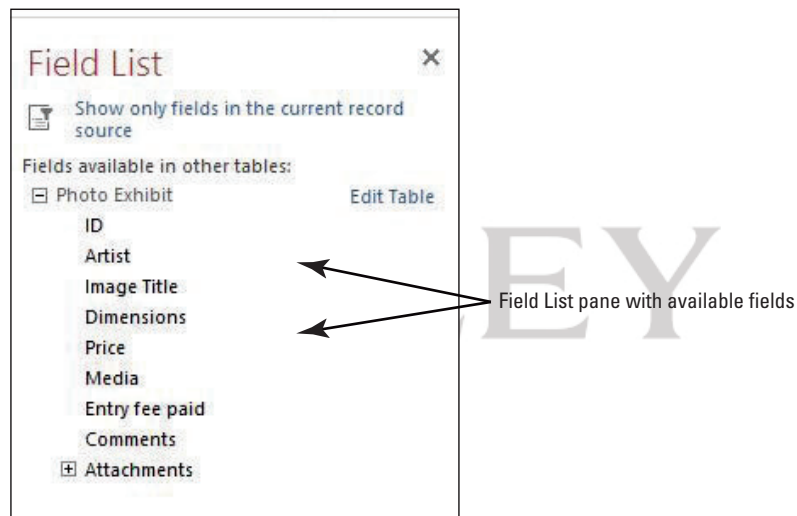 Field List
Show only fields in the current record
source
Fields available in other tables:
Photo Exhibit Edit Table
ID
Artist
Image Title
Dimensions
Price
Media
Entry fee paid
Comments
Attachments
Field List pane with available fields
LEY